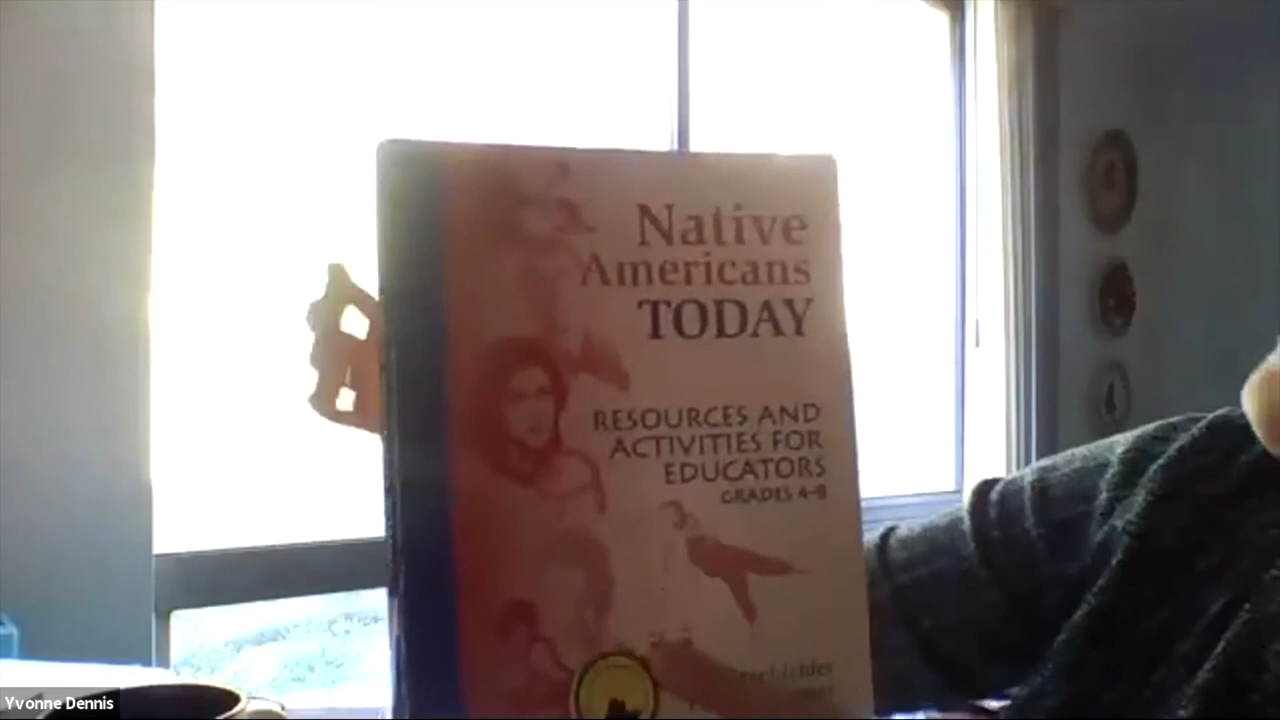 Native
Americans
TODAY
RESOURCES AND
ACTIVITIES FOR
EDUCATORS
GRADES 4-8
Yvonne Dennis